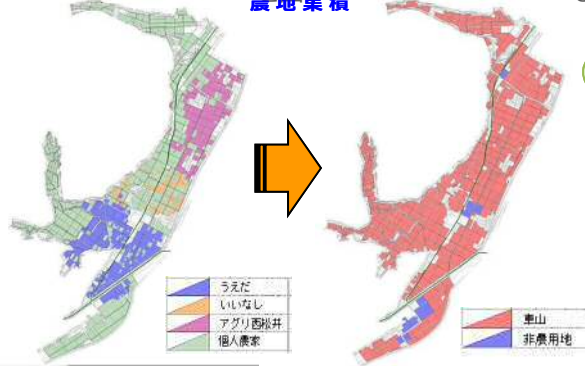 農地集積
うえだ
いいなし
アグリ西松井
個人農家
車山
非農用地